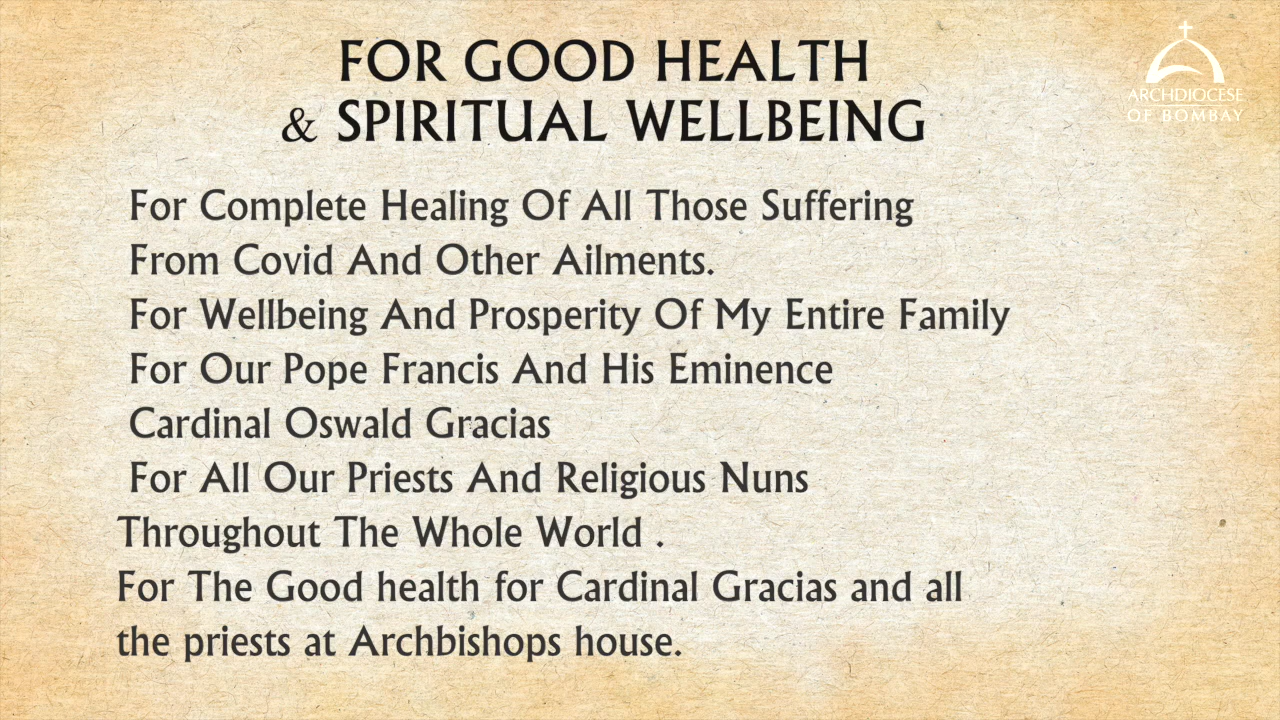 FOR GOOD HEALTH
& SPIRITUAL WELLBEING
ARCHDIOCESE
OF BOMBAY
For Complete Healing Of All Those Suffering
From Covid And Other Ailments.
For Wellbeing And Prosperity Of My Entire Family
For Our Pope Francis And His Eminence
Cardinal Oswald Gracias
For All Our Priests And Religious Nuns
Throughout The Whole World .
For The Good health for Cardinal Gracias and all
the priests at Archbishops house.